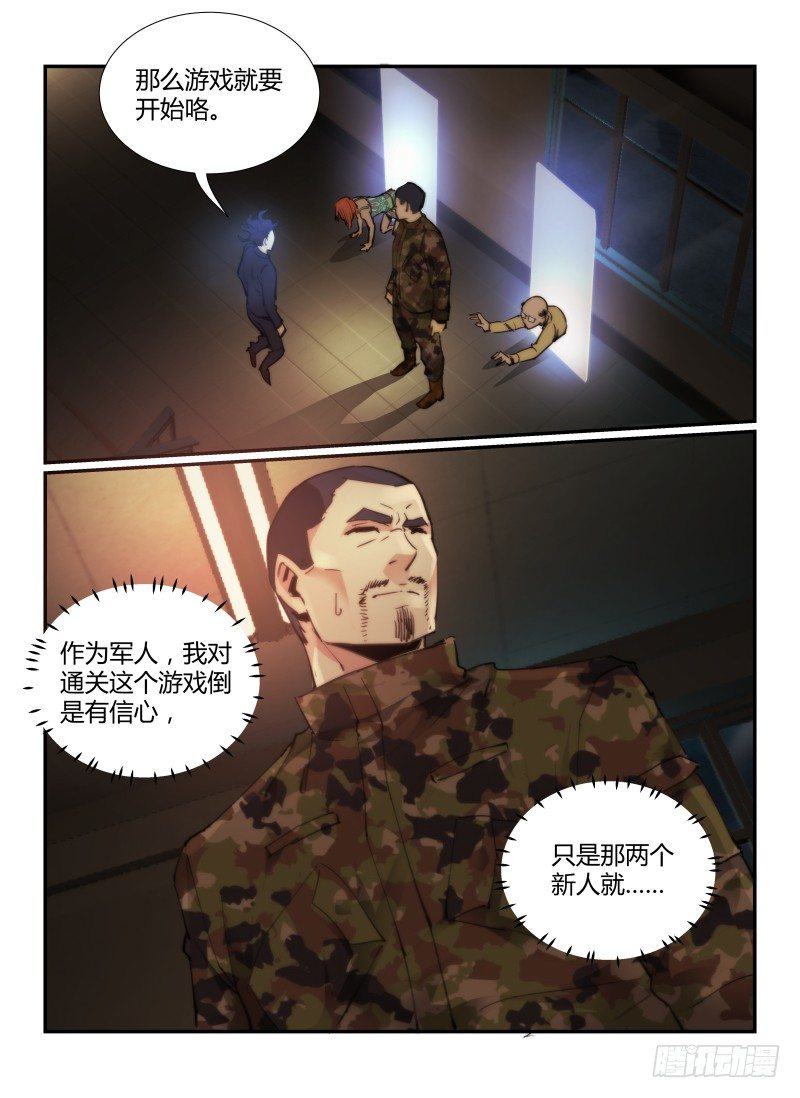 那么游戏就要
开始咯。
作为军人，我对
通关这个游戏倒
是有信心，
只是那两个
新人就……
腾讯动漫